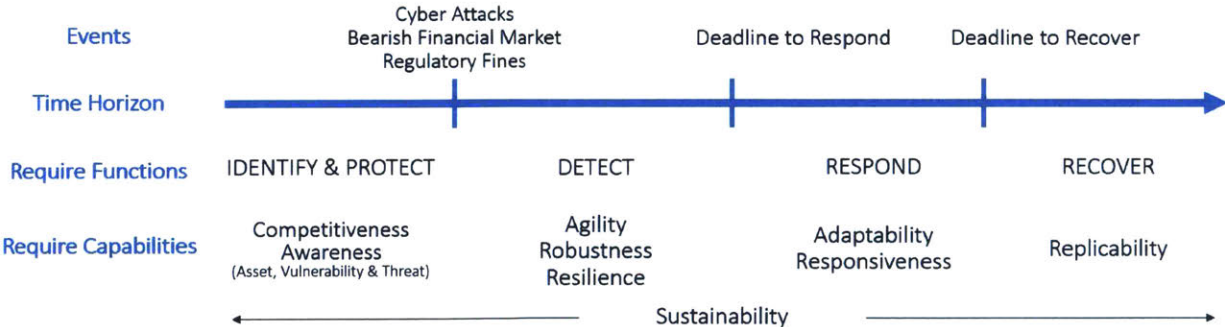 Events
Cyber Attacks
Bearish Financial Market
Regulatory Fines
Deadline to Respond
Deadline to Recover
Time Horizon
Require Functions
IDENTIFY & PROTECT
DETECT
RESPOND
RECOVER
Require Capabilities
Competitiveness
Awareness
(Asset, Vulnerability & Threat)
Agility
Robustness
Resilience
Adaptability
Responsiveness
Replicability
Sustainability